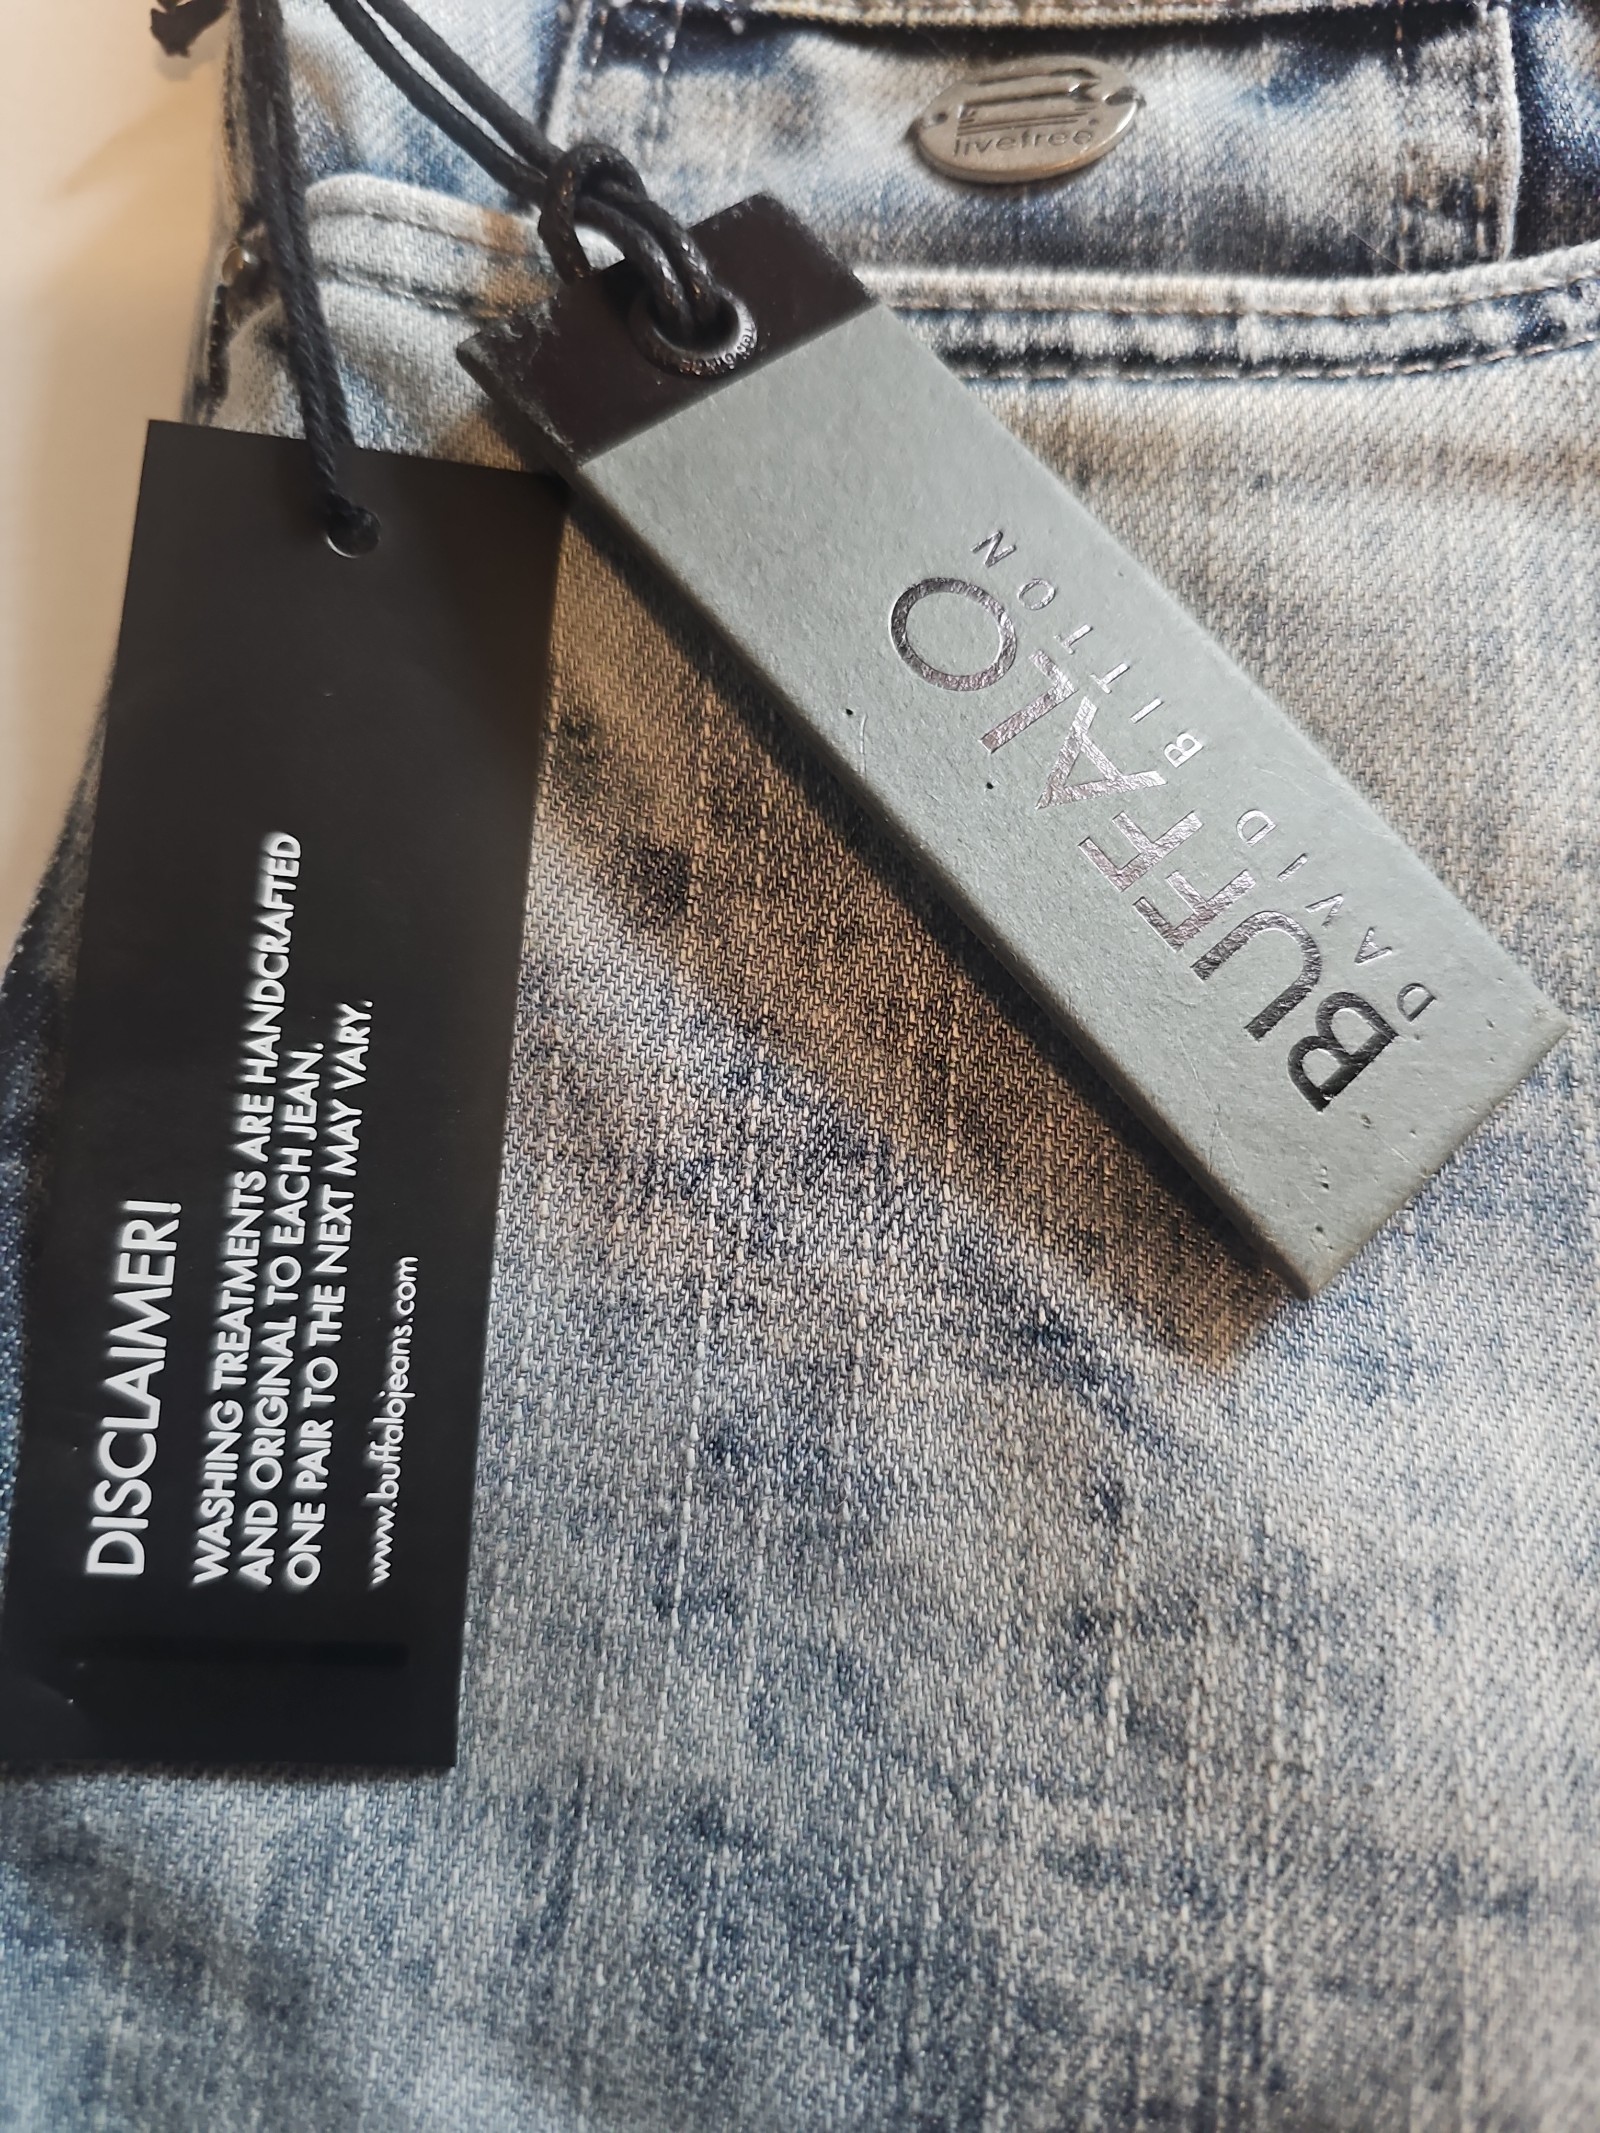 livefree
BUFFALO
DAVID BITTON
DISCLAIMER!
WASHING TREATMENTS ARE HANDCRAFTED
AND ORIGINAL TO EACH JEAN.
ONE PAIR TO THE NEXT MAY VARY.
www.buffalojeans.com